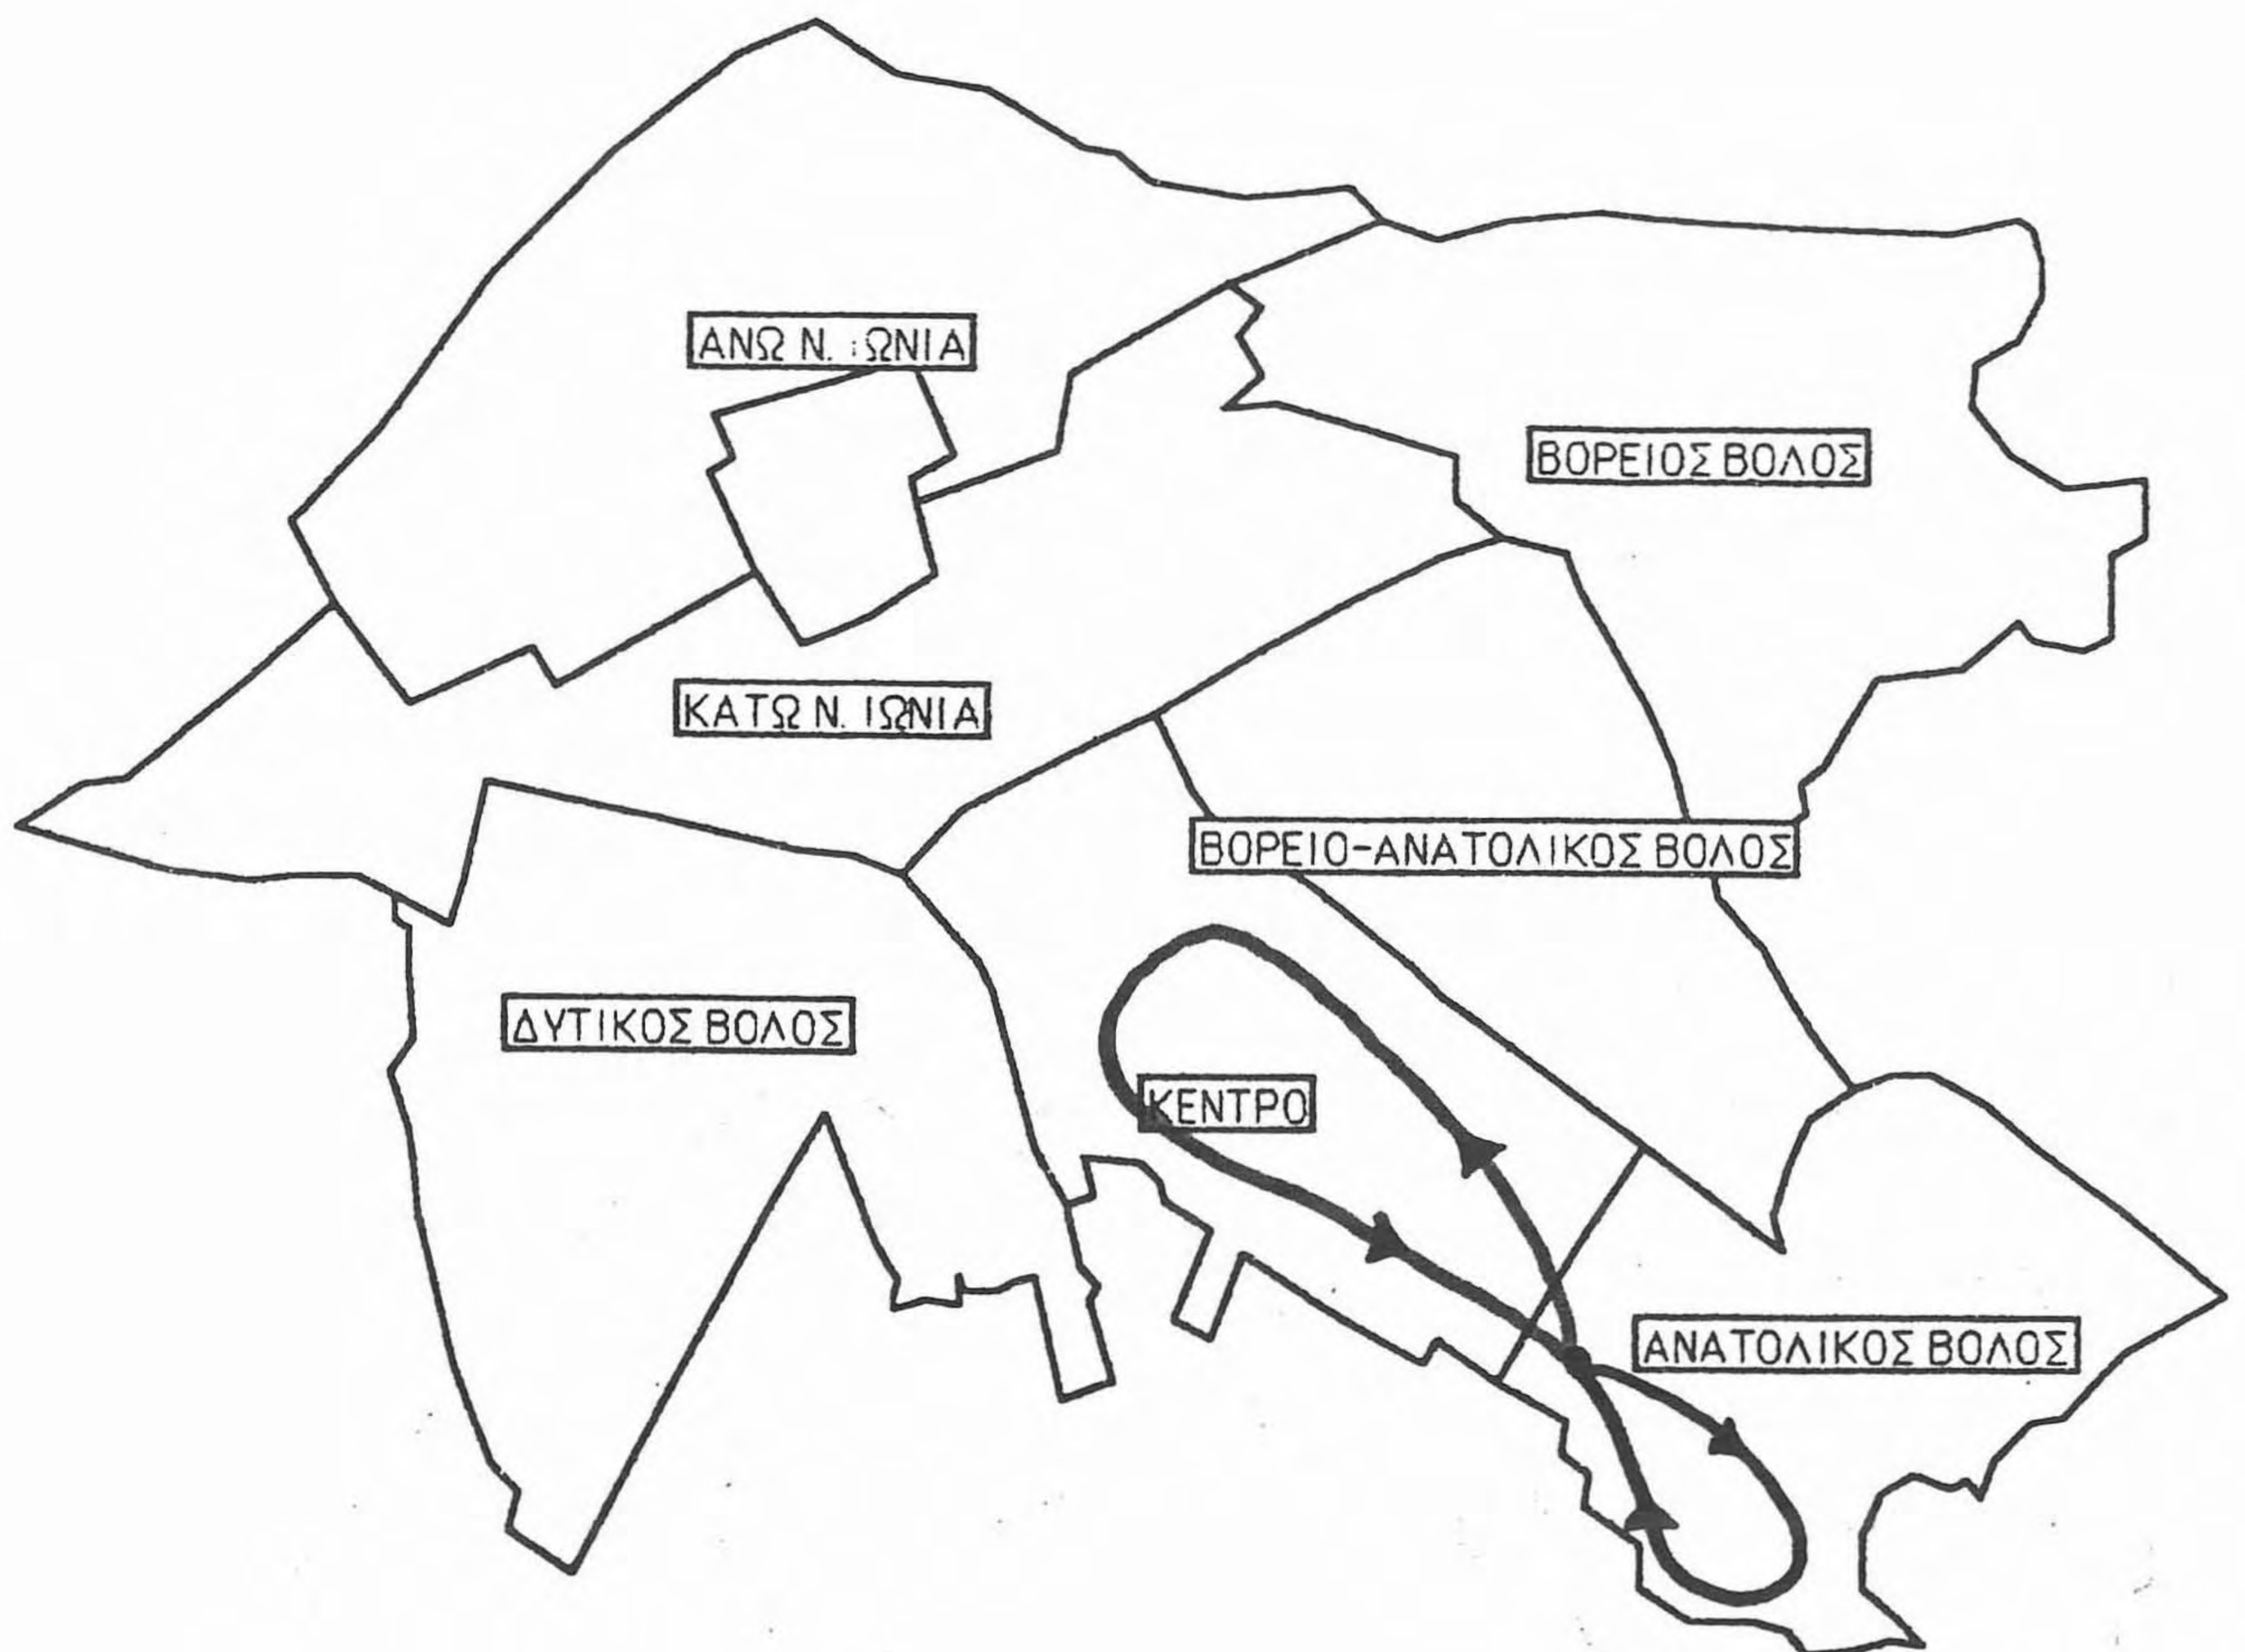 ΑΝΩ Ν. ΙΩΝΙΑ
ΒΟΡΕΙΟΣ ΒΟΛΟΣ
ΚΑΤΩ Ν. ΙΩΝΙΑ
ΒΟΡΕΙΟ-ΑΝΑΤΟΛΙΚΟΣ ΒΟΛΟΣ
ΔΥΤΙΚΟΣ ΒΟΛΟΣ
ΚΕΝΤΡΟ
ΑΝΑΤΟΛΙΚΟΣ ΒΟΛΟΣ